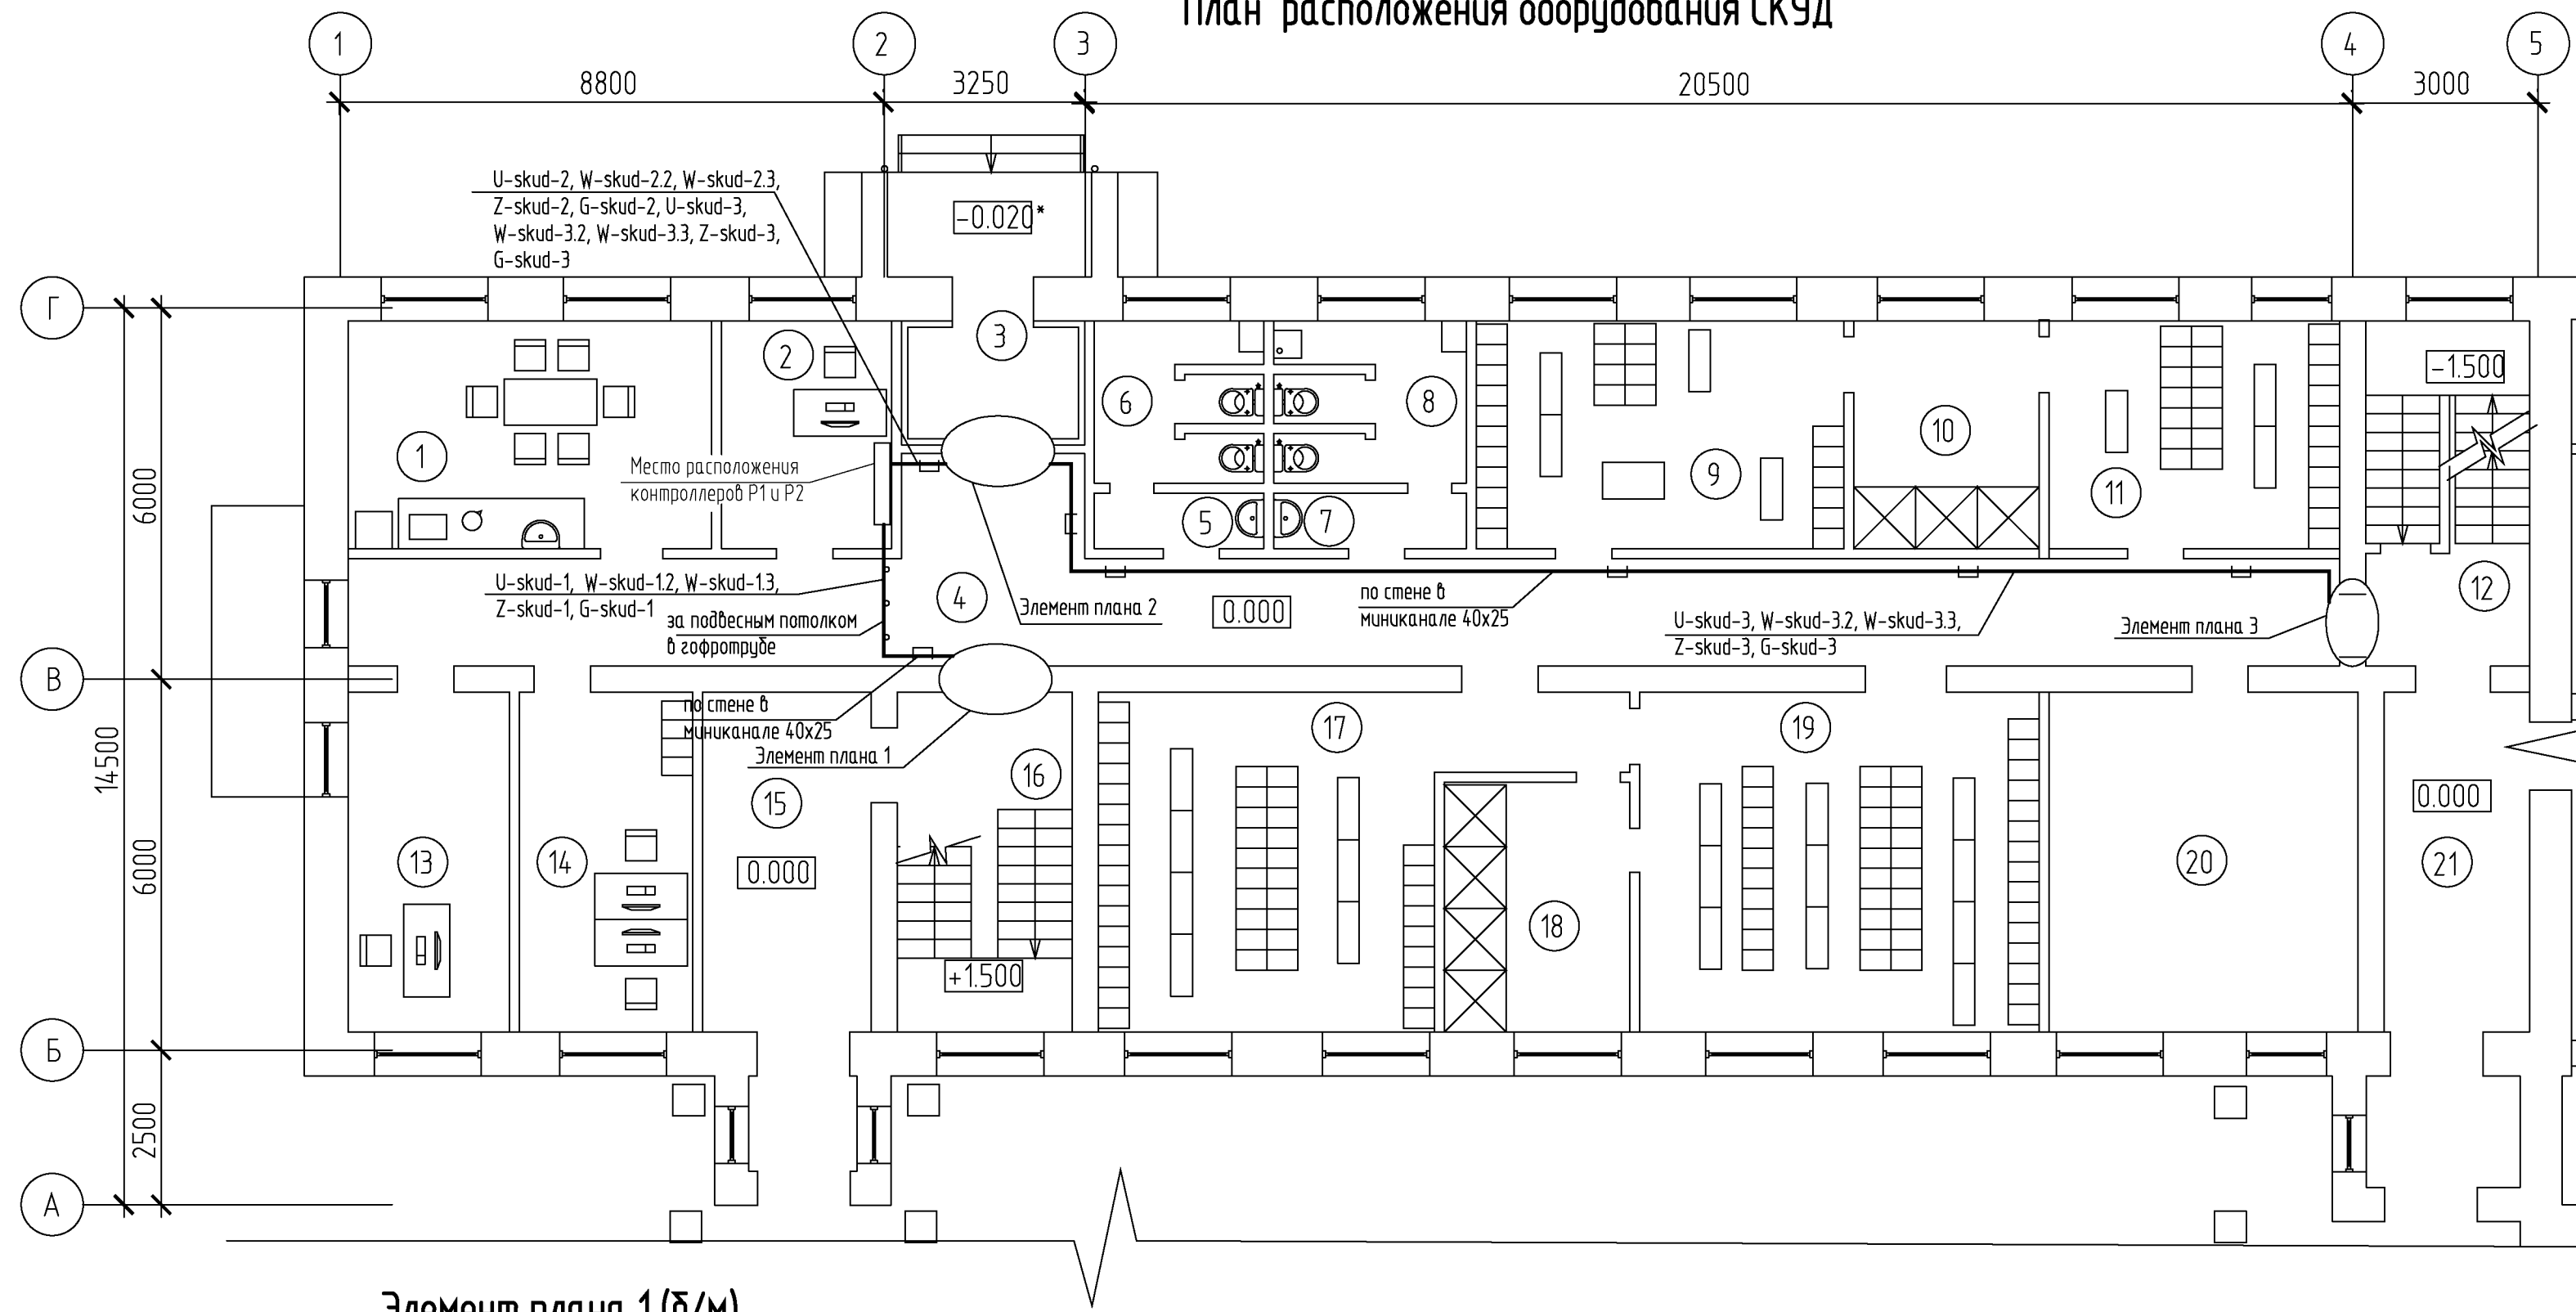 План расположения оборудования СКУД
1
2
3
4
5
8800
3250
20500
3000
U-skud-2, W-skud-2.2, W-skud-2.3,
Z-skud-2, G-skud-2, U-skud-3,
W-skud-3.2, W-skud-3.3, Z-skud-3,
G-skud-3
-0.020*
Г
3
2
-1.500
6
8
10
1
Место расположения
контроллеров Р1 и Р2
9
11
5
7
6000
U-skud-1, W-skud-1.2, W-skud-1.3,
Z-skud-1, G-skud-1
4
Элемент плана 2
0.000
по стене в
миниканале 40х25
12
за подвесным потолком
в гофротрубе
U-skud-3, W-skud-3.2, W-skud-3.3,
Z-skud-3, G-skud-3
Элемент плана 3
В
по стене в
миниканале 40х25
Элемент плана 1
17
19
14500
16
15
0.000
0.000
6000
13
14
20
21
18
+1.500
Б
2500
А
Элемент плана 1 (б/м)